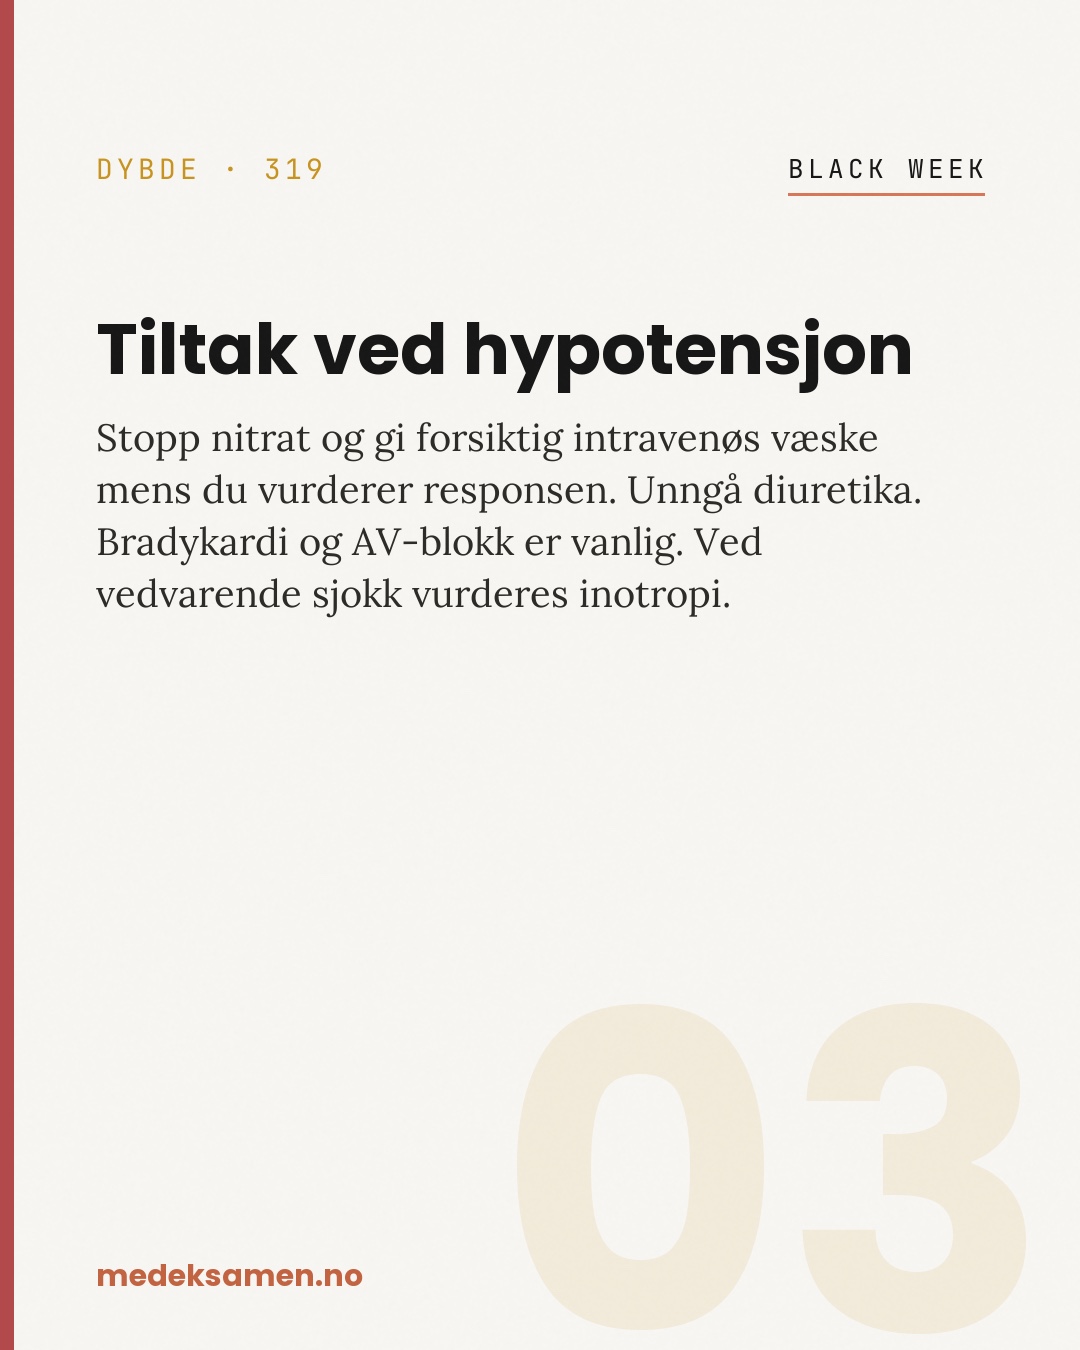 DYBDE · 319
BLACK WEEK
Tiltak ved hypotensjon
Stopp nitrat og gi forsiktig intravenøs væske
mens du vurderer responsen. Unngå diuretika.
Bradykardi og AV-blokk er vanlig. Ved
vedvarende sjokk vurderes inotropi.
03
medeksamen.no